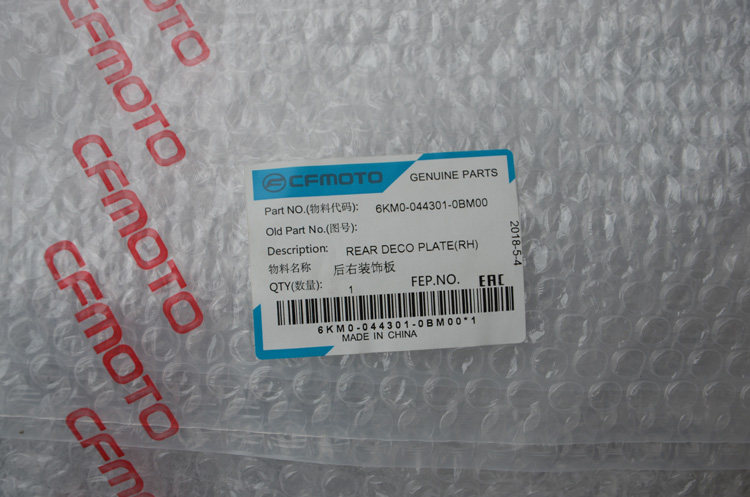 CFMOTO
CFMOTO
CFMOTO
CFMOTO
CFMOTO
CFMOTO GENUINE PARTS
Part NO.(物料代码): 6KM0-044301-0BM00
Old Part No.(图号):
Description: REAR DECO PLATE(RH)
物料名称 后右装饰板
QTY(数量): 1 FEP.NO. EAC
6KM0-044301-0BM00*1
MADE IN CHINA
2018-5-4